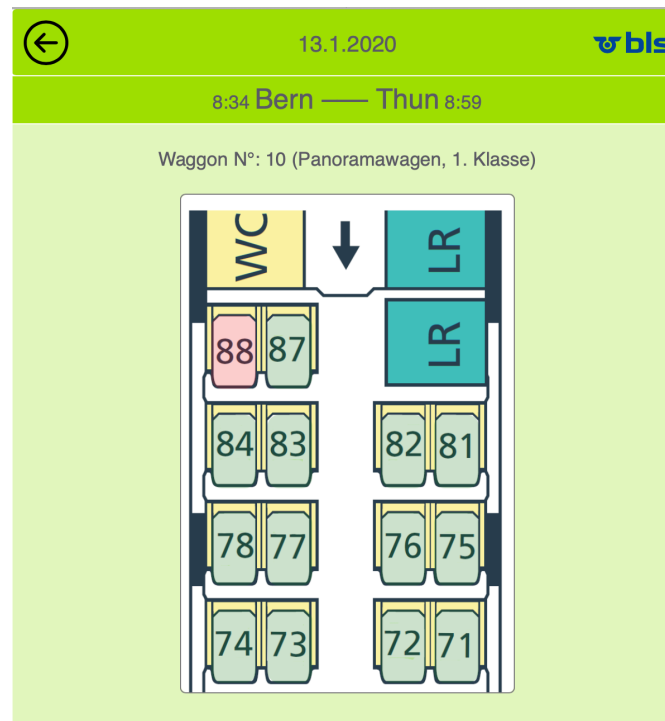 13.1.2020
bls
8:34 Bern — Thun 8:59
Waggon N°: 10 (Panoramawagen, 1. Klasse)
WC
LR
LR
88 87
84 83 82 81
78 77 76 75
74 73 72 71